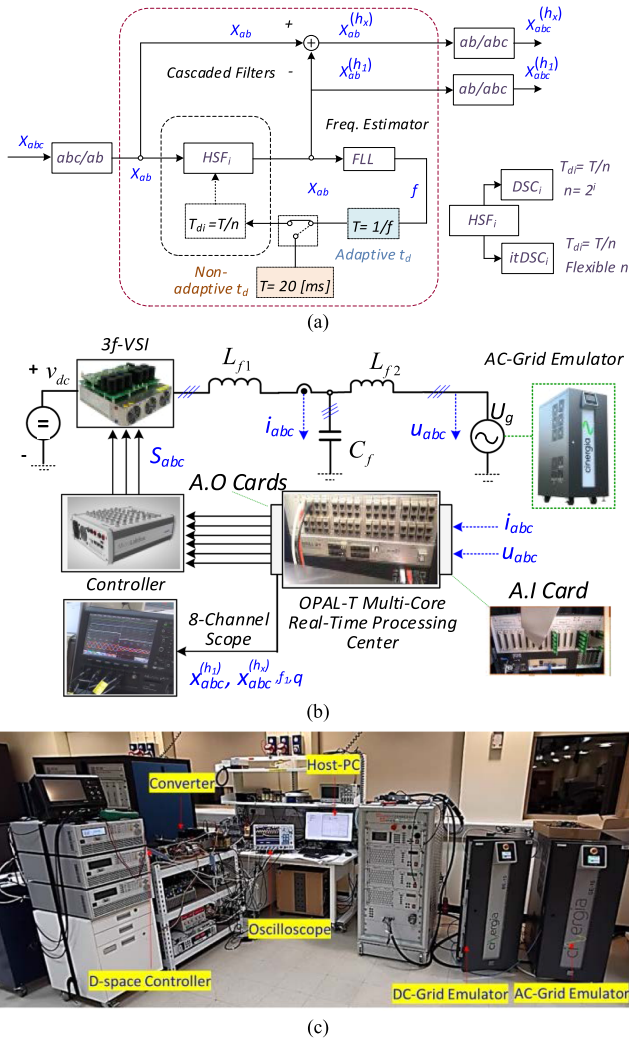 X_ab
+
X_ab^(h_x)
ab/abc
X_abc^(h_x)
Cascaded Filters
-
X_ab^(h_1)
ab/abc
X_abc^(h_1)
Freq. Estimator
X_abc
abc/ab
X_ab
HSF_i
FLL
X_ab
f
T_di=T/n
T= 1/f
Adaptive t_d
Non-
adaptive t_d
T= 20 [ms]
HSF_i
DSC_i
T_di= T/n
n= 2^i
itDSC_i
T_di= T/n
Flexible n
(a)
3f-VSI
+
v_dc
=
-
L_f1
L_f2
AC-Grid Emulator
U_g
cinergia
i_abc
C_f
u_abc
S_abc
A.O Cards
i_abc
u_abc
Controller
OPAL-T Multi-Core
Real-Time Processing
Center
A.I Card
8-Channel
Scope
x_abc^(h_1), x_abc^(h_x), f_1,q
(b)
Converter
Host-PC
Oscilloscope
D-space Controller
cinergia
cinergia
DC-Grid Emulator
AC-Grid Emulator
(c)